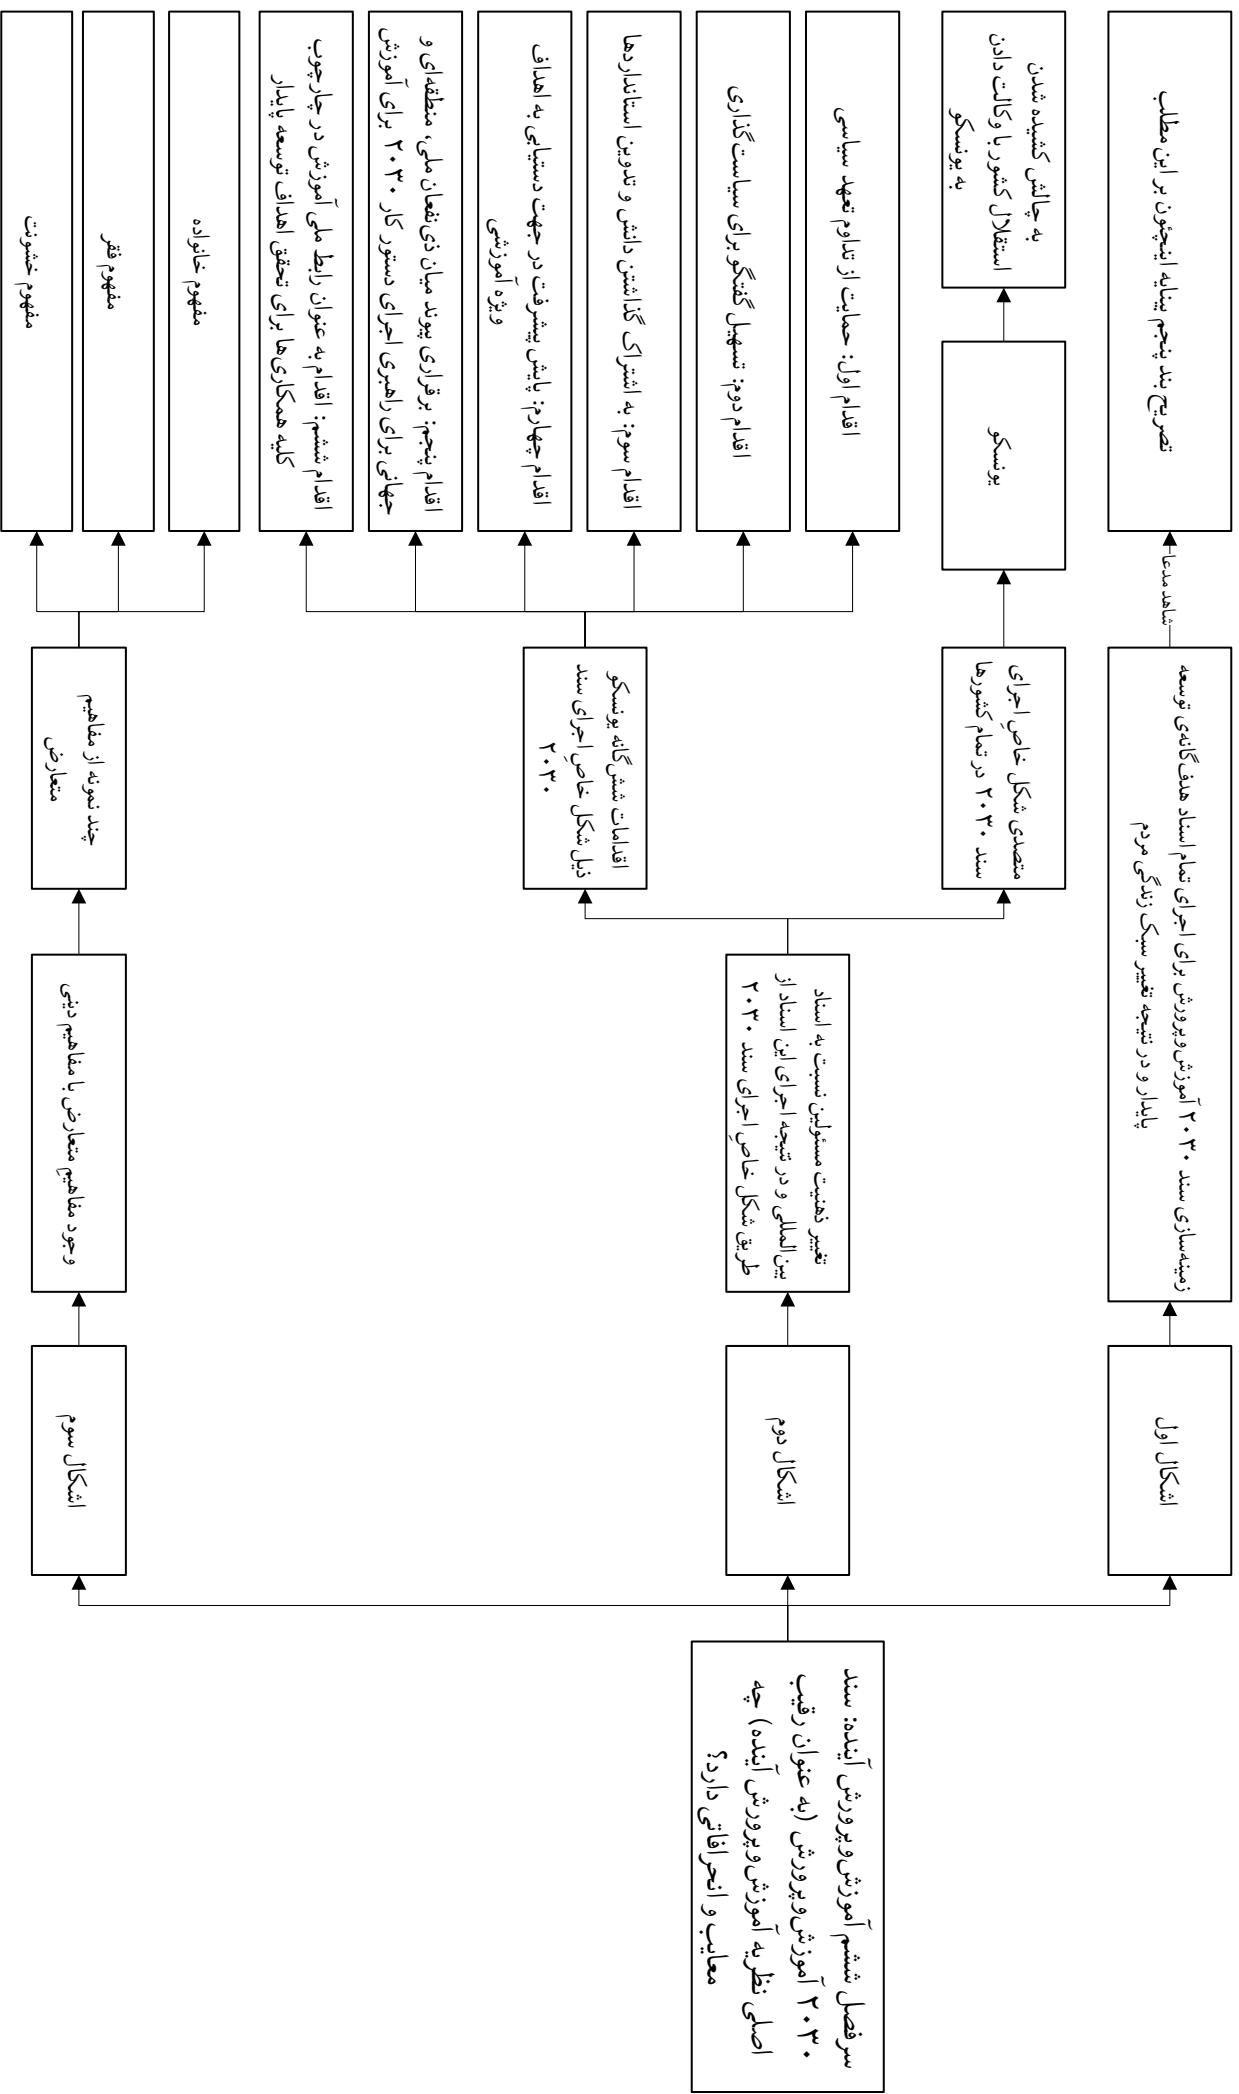 سرفصل ششم آموزش‌وپرورش آینده: سند
۲۰۳۰ آموزش‌وپرورش (به عنوان رقیب
اصلی نظریه آموزش‌وپرورش آینده) چه
معایب و انحرافاتی دارد؟
اشکال اول
زمینه‌سازی سند ۲۰۳۰ آموزش‌وپرورش برای اجرای تمام اسناد هدف‌گانه‌ی توسعه
پایدار و در نتیجه تغییر سبک زندگی مردم
شاهد مدعا
تصریح بند پنجم بیانیه اینچئون بر این مطلب
اشکال دوم
تغییر ذهنیت مسئولین نسبت به اسناد
بین‌المللی و در نتیجه اجرای این اسناد از
طریق شکل خاصِ اجرای سند ۲۰۳۰
متصدی شکل خاصِ اجرای
سند ۲۰۳۰ در تمام کشورها
یونسکو
به چالش کشیده شدن
استقلال کشور با وکالت دادن
به یونسکو
اقدامات شش‌گانه یونسکو
ذیل شکل خاصِ اجرای سند
۲۰۳۰
اقدام اول: حمایت از تداوم تعهد سیاسی
اقدام دوم: تسهیل گفتگو برای سیاست‌گذاری
اقدام سوم: به اشتراک گذاشتن دانش و تدوین استانداردها
اقدام چهارم: پایش پیشرفت در جهت دستیابی به اهداف
ویژه آموزشی
اقدام پنجم: برقراری پیوند میان ذی‌نفعان ملی، منطقه‌ای و
جهانی برای راهبری اجرای دستور کار ۲۰۳۰ برای آموزش
اقدام ششم: اقدام به عنوان رابط ملی آموزش در چارچوب
کلیه همکاری‌ها برای تحقق اهداف توسعه پایدار
اشکال سوم
وجود مفاهیمِ متعارض با مفاهیم دینی
چند نمونه از مفاهیم
متعارض
مفهوم خانواده
مفهوم فقر
مفهوم خشونت